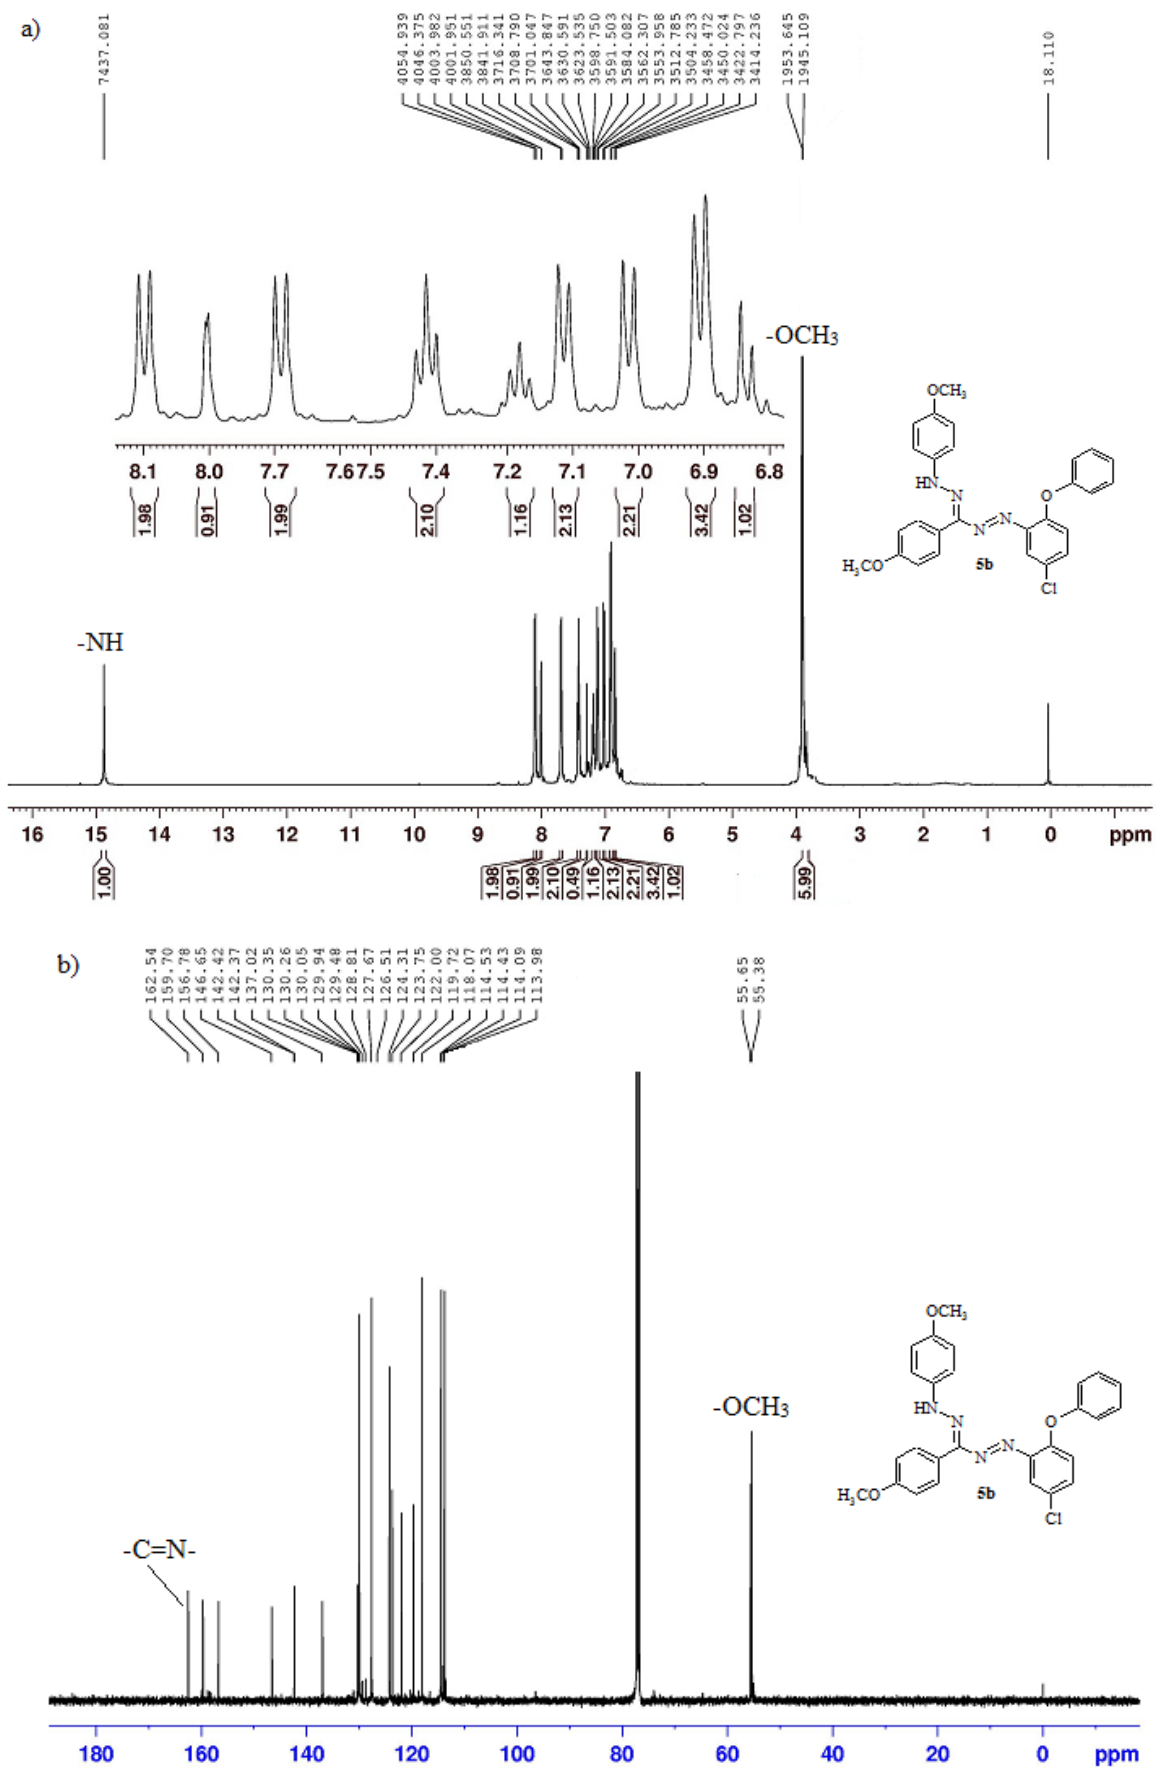 a)
7437.081
4054.939
4046.375
4003.982
4001.951
3850.551
3841.911
3716.341
3708.790
3701.047
3643.847
3630.591
3623.535
3598.750
3591.503
3584.082
3562.307
3553.958
3512.785
3504.233
3458.472
3450.024
3422.797
3414.236
1953.645
1945.109
18.110
8.1 8.0 7.7 7.6 7.5 7.4 7.2 7.1 7.0 6.9 6.8
1.98 0.91 1.99 2.10 1.16 2.13 2.21 3.42 1.02
-OCH3
OCH3
HN
N
O
N
N
H3CO
5b
Cl
-NH
16 15 14 13 12 11 10 9 8 7 6 5 4 3 2 1 0 ppm
1.00 1.98 0.91 1.99 2.10 0.49 1.16 2.13 2.21 3.42 1.02 5.99
b)
162.54
159.70
156.78
146.65
142.42
142.37
137.02
130.35
130.26
130.05
129.94
129.48
128.81
127.67
126.51
124.31
123.75
122.00
119.72
118.07
114.53
114.43
114.09
113.98
55.65
55.38
OCH3
HN
N
O
N
N
H3CO
5b
Cl
-OCH3
-C=N-
180 160 140 120 100 80 60 40 20 0 ppm